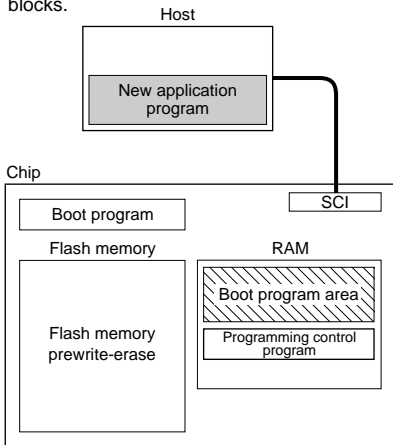 blocks.
Host
New application
program
Chip
SCI
Boot program
Flash memory
RAM
Boot program area
Flash memory
prewrite-erase
Programming control
program